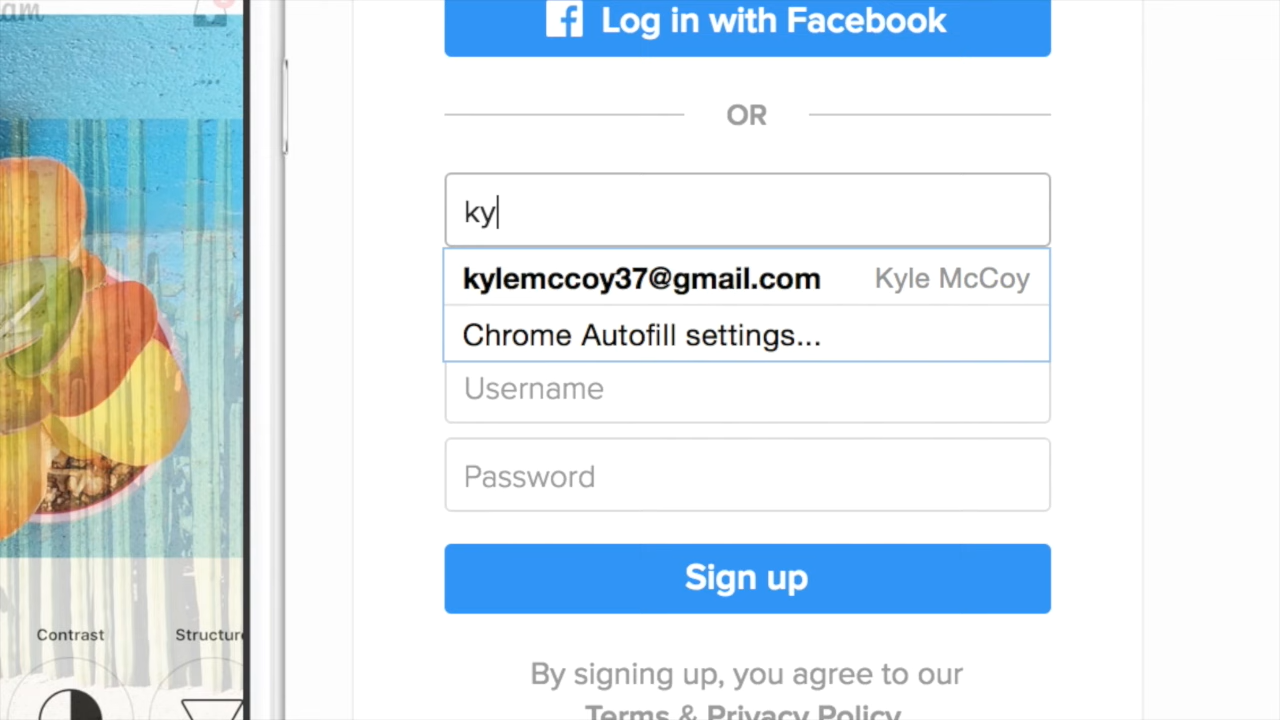 am
Log in with Facebook
OR
ky
kylemccoy37@gmail.com Kyle McCoy
Chrome Autofill settings...
Username
Password
Sign up
Contrast Structure
By signing up, you agree to our
Terms & Privacy Policy